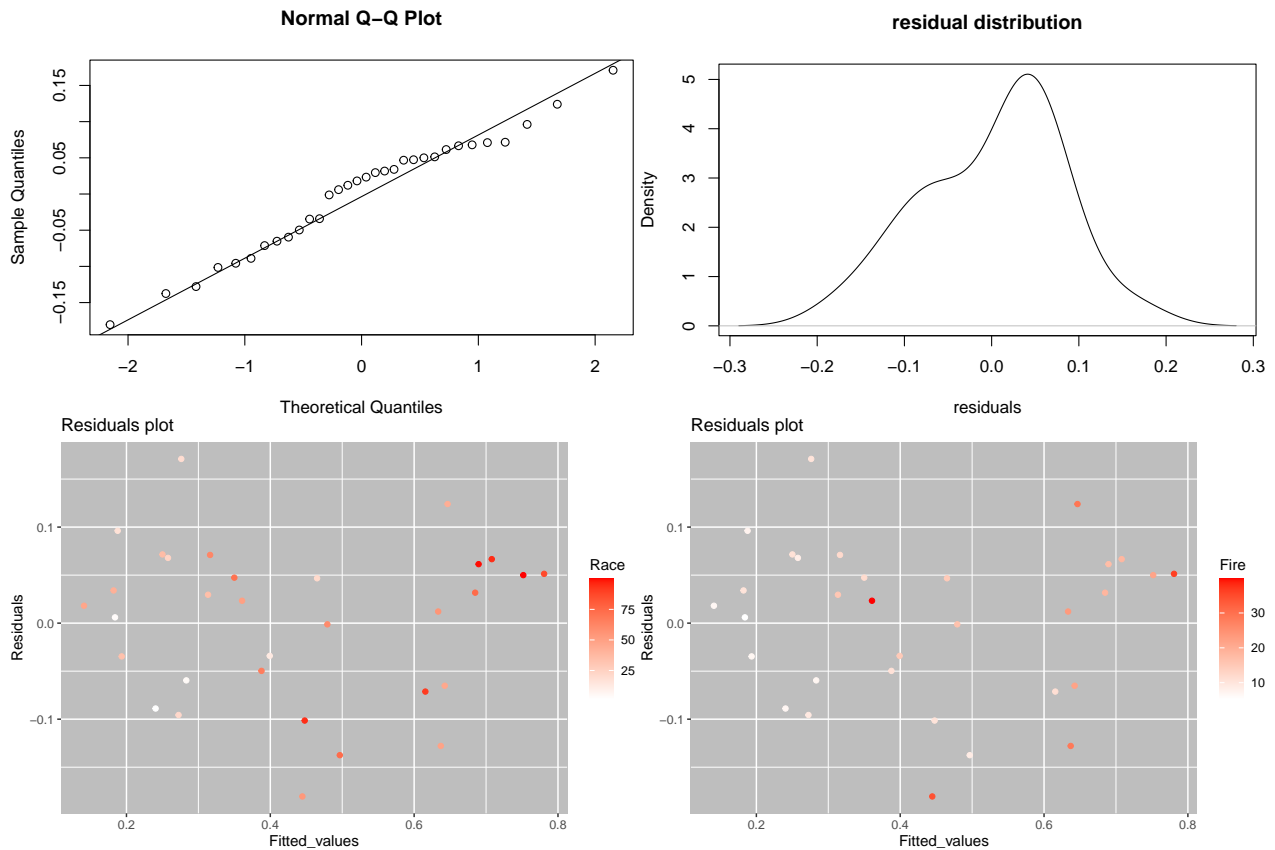 Normal Q−Q Plot
Sample Quantiles
0.15
0.05
−0.05
−0.15
−2 −1 0 1 2
Theoretical Quantiles
residual distribution
Density
5
4
3
2
1
0
−0.3 −0.2 −0.1 0.0 0.1 0.2 0.3
residuals
Residuals plot
Residuals
0.1
0.0
−0.1
0.2 0.4 0.6 0.8
Fitted_values
Race
75
50
25
Residuals plot
Residuals
0.1
0.0
−0.1
0.2 0.4 0.6 0.8
Fitted_values
Fire
30
20
10